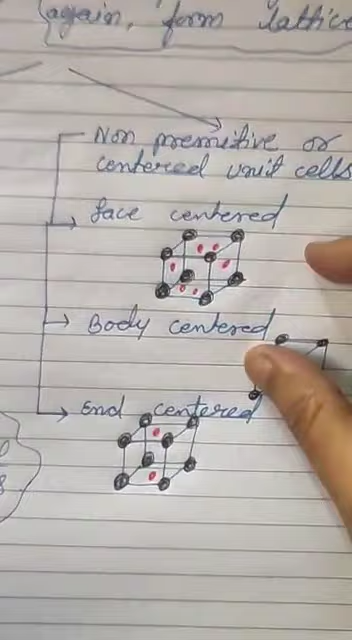 (again, form lattice
Non premitive or
centered unit cells
face centered
Body centered
End centered